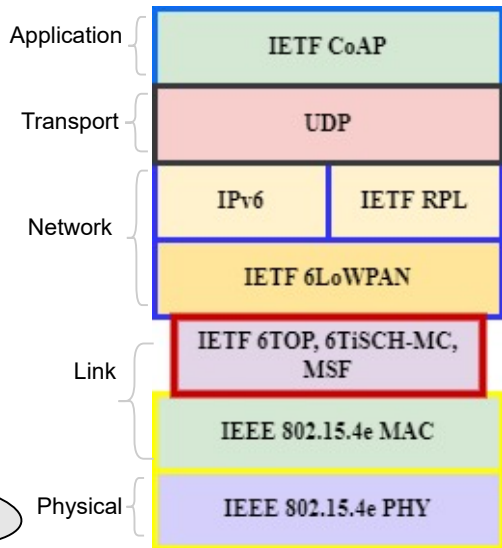 Application
IETF CoAP
Transport
UDP
Network
IPv6
IETF RPL
IETF 6LoWPAN
Link
IETF 6TOP, 6TiSCH-MC,
MSF
IEEE 802.15.4e MAC
Physical
IEEE 802.15.4e PHY